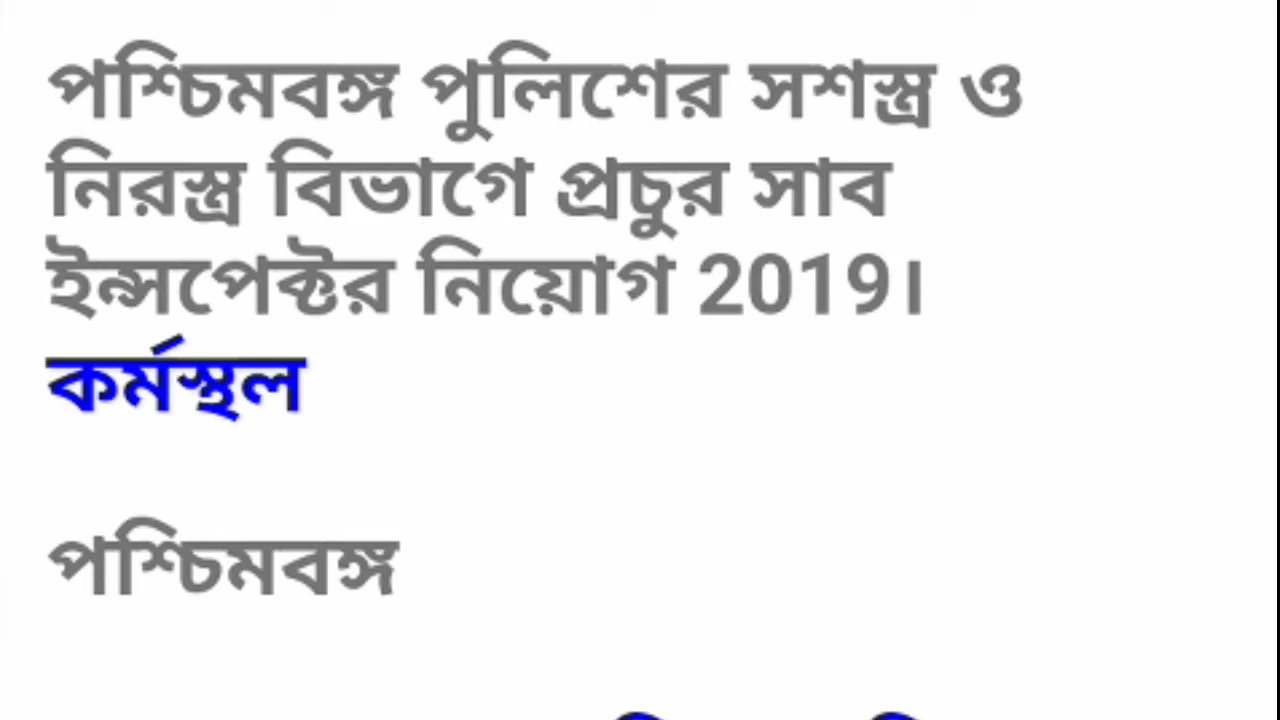 পশ্চিমবঙ্গ পুলিশের সশস্ত্র ও
নিরস্ত্র বিভাগে প্রচুর সাব
ইন্সপেক্টর নিয়োগ 2019।
কর্মস্থল
পশ্চিমবঙ্গ